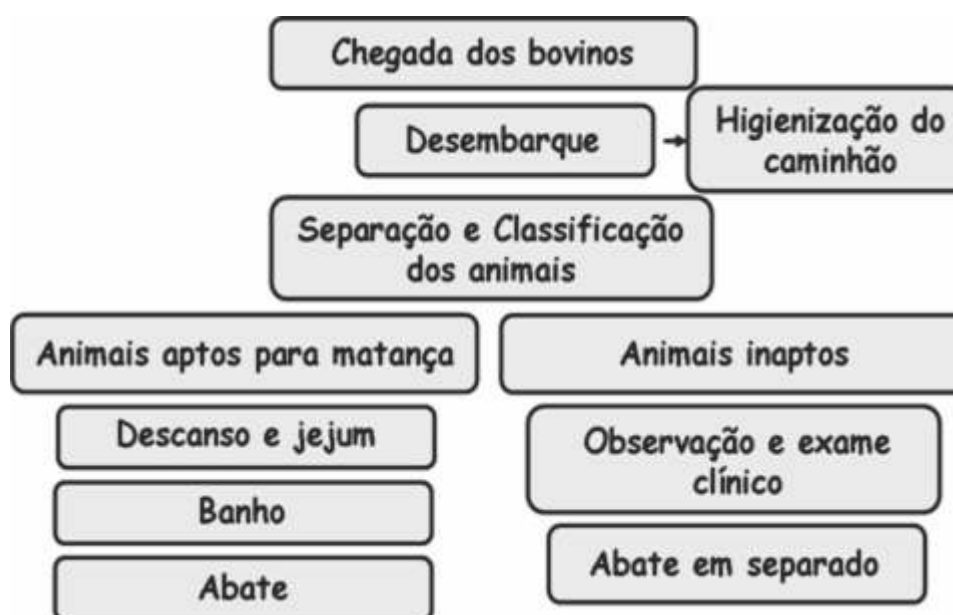 Chegada dos bovinos
Desembarque
Higienização do
caminhão
Separação e Classificação
dos animais
Animais aptos para matança
Animais inaptos
Descanso e jejum
Observação e exame
clínico
Banho
Abate em separado
Abate